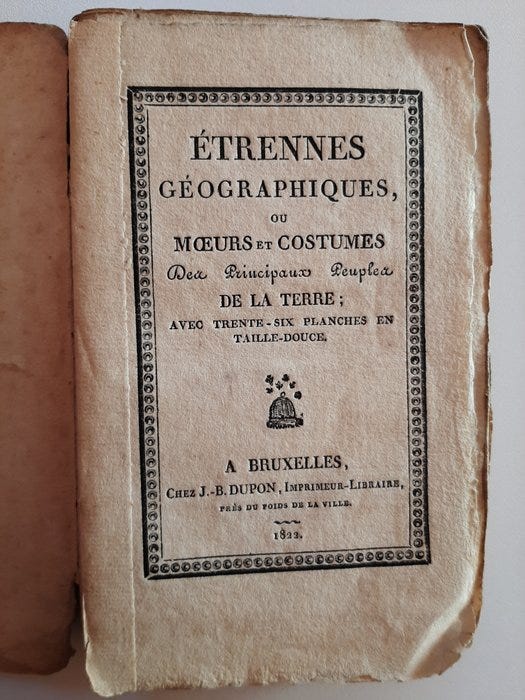 ÉTRENNES
GÉOGRAPHIQUES,
OU
MŒURS ET COSTUMES
Des Principaux Peuples
DE LA TERRE;
AVEC TRENTE-SIX PLANCHES EN
TAILLE-DOUCE.
A BRUXELLES,
CHEZ J.-B. DUPON, IMPRIMEUR-LIBRAIRE,
PRÈS DU POIDS DE LA VILLE.
1822.